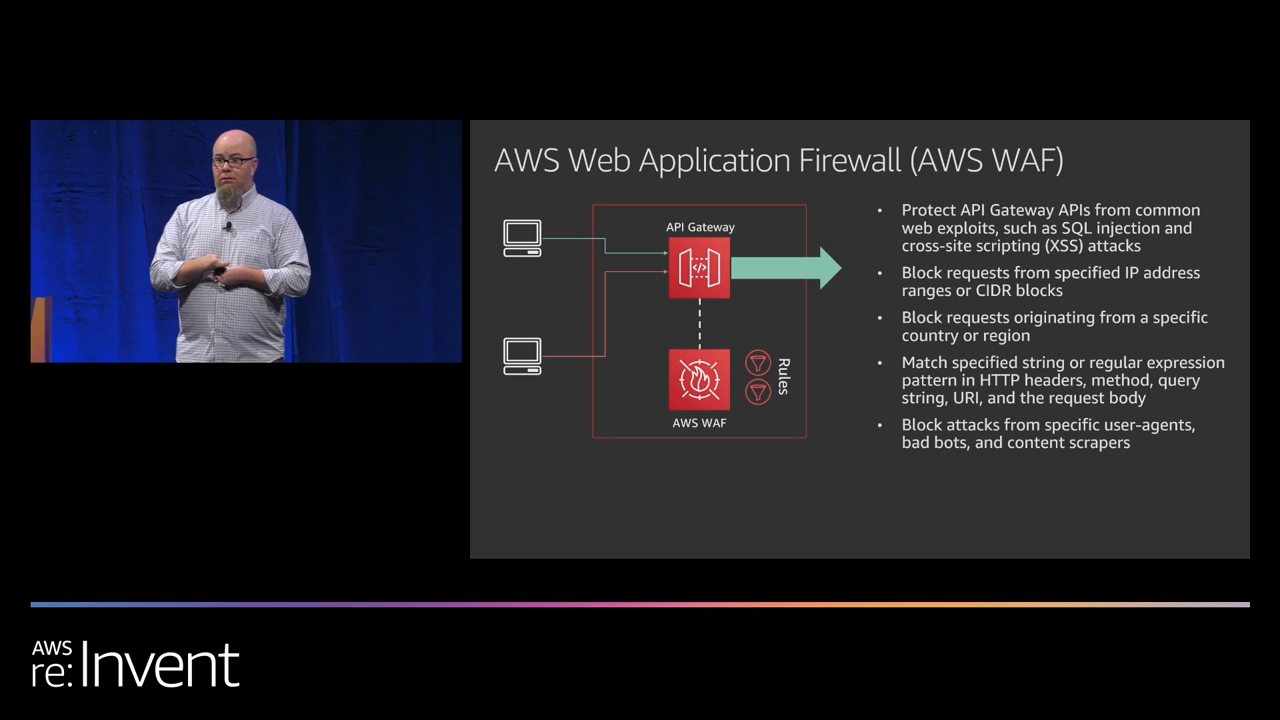 AWS Web Application Firewall (AWS WAF)
API Gateway
AWS WAF
Rules
• Protect API Gateway APIs from common
web exploits, such as SQL injection and
cross-site scripting (XSS) attacks
• Block requests from specified IP address
ranges or CIDR blocks
• Block requests originating from a specific
country or region
• Match specified string or regular expression
pattern in HTTP headers, method, query
string, URI, and the request body
• Block attacks from specific user-agents,
bad bots, and content scrapers
AWS
re:Invent